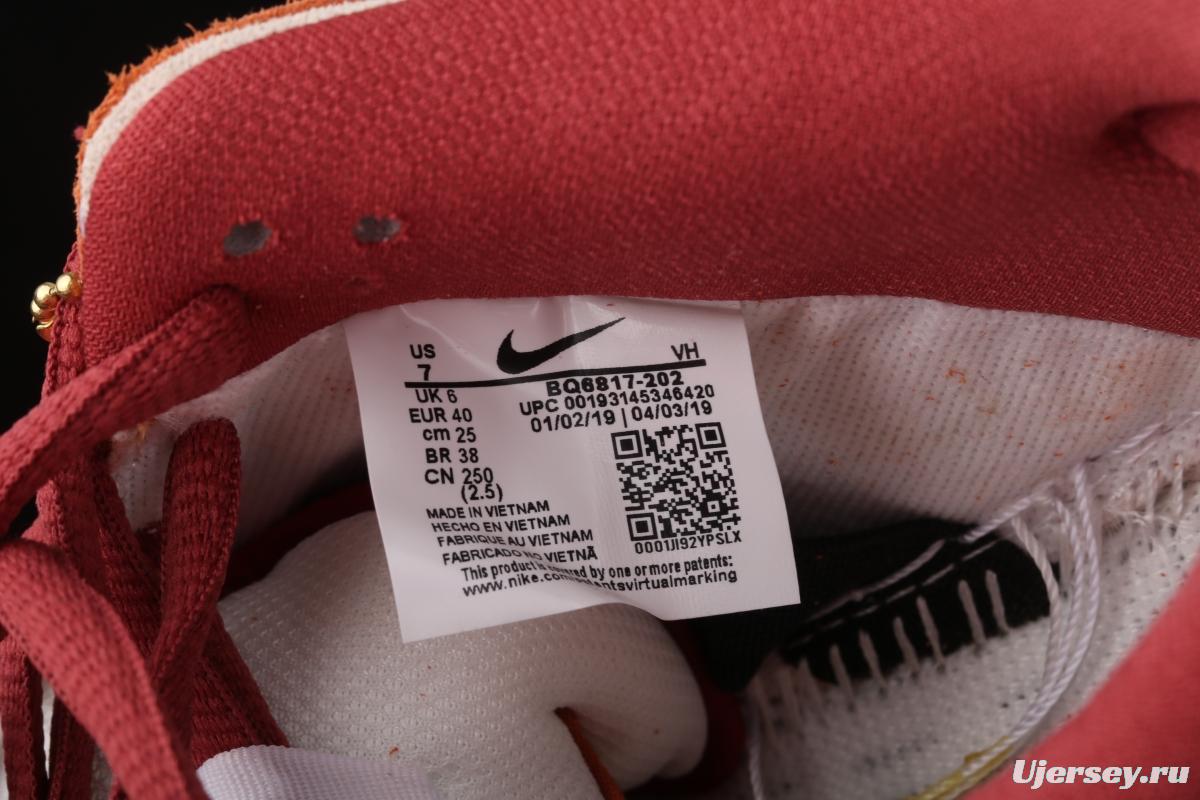 US
7
VH
UK 6
BQ6817-202
EUR 40
UPC 00193145346420
cm 25
01/02/19 | 04/03/19
BR 38
CN 250
(2.5)
MADE IN VIETNAM
HECHO EN VIETNAM
FABRIQUE AU VIETNAM
FABRICADO NO VIETNÃ
0001JI92YPSLX
This product is covered by one or more patents:
www.nike.com/patentsvirtualmarking
Ujersey.ru